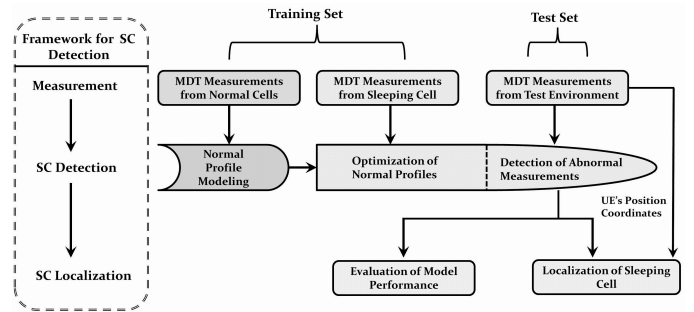 Training Set
Test Set
Framework for SC
Detection
Measurement
SC Detection
SC Localization
MDT Measurements
from Normal Cells
MDT Measurements
from Sleeping Cell
MDT Measurements
from Test Environment
Normal
Profile
Modeling
Optimization of
Normal Profiles
Detection of Abnormal
Measurements
UE's Position
Coordinates
Evaluation of Model
Performance
Localization of Sleeping
Cell